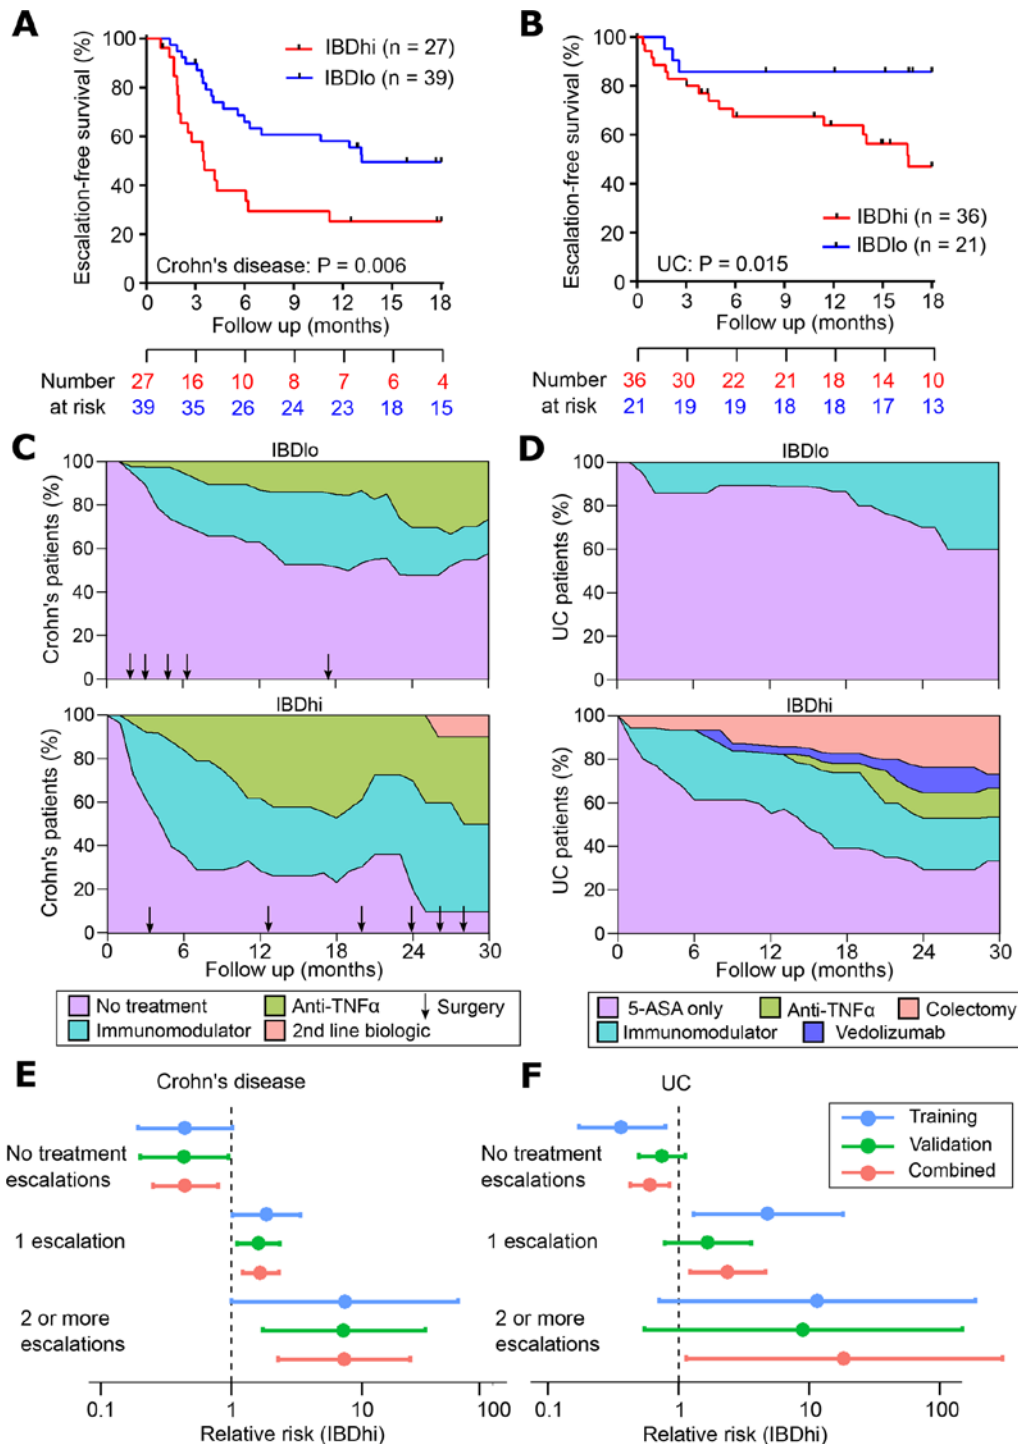 A
Escalation-free survival (%)
100
80
60
40
20
0
IBDhi (n = 27)
IBDlo (n = 39)
Crohn's disease: P = 0.006
0 3 6 9 12 15 18
Follow up (months)
Number at risk
27 16 10 8 7 6 4
39 35 26 24 23 18 15
B
Escalation-free survival (%)
100
80
60
40
20
0
IBDhi (n = 36)
IBDlo (n = 21)
UC: P = 0.015
0 3 6 9 12 15 18
Follow up (months)
Number at risk
36 30 22 21 18 14 10
21 19 19 18 18 17 13
C
IBDlo
Crohn's patients (%)
100
80
60
40
20
0
IBDhi
Crohn's patients (%)
100
80
60
40
20
0
0 6 12 18 24 30
Follow up (months)
No treatment
Anti-TNFα
Surgery
Immunomodulator
2nd line biologic
D
IBDlo
UC patients (%)
100
80
60
40
20
0
IBDhi
UC patients (%)
100
80
60
40
20
0
0 6 12 18 24 30
Follow up (months)
5-ASA only
Anti-TNFα
Colectomy
Immunomodulator
Vedolizumab
E
Crohn's disease
No treatment
escalations
1 escalation
2 or more
escalations
0.1 1 10 100
Relative risk (IBDhi)
F
UC
Training
Validation
Combined
No treatment
escalations
1 escalation
2 or more
escalations
0.1 1 10 100
Relative risk (IBDhi)